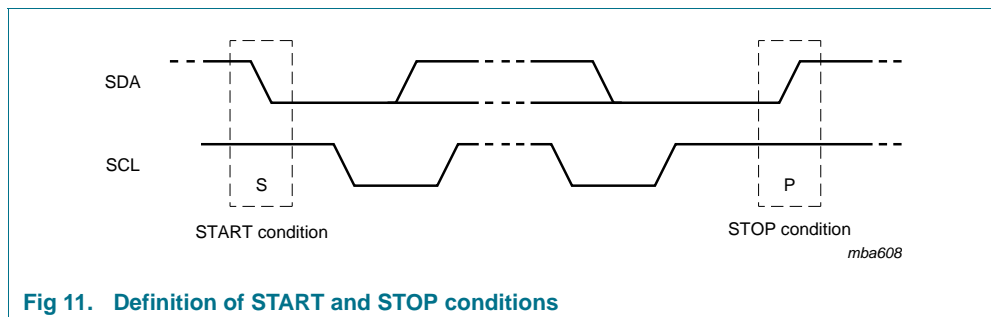 SDA
SCL
S
P
START condition
STOP condition
mba608
Fig 11. Definition of START and STOP conditions